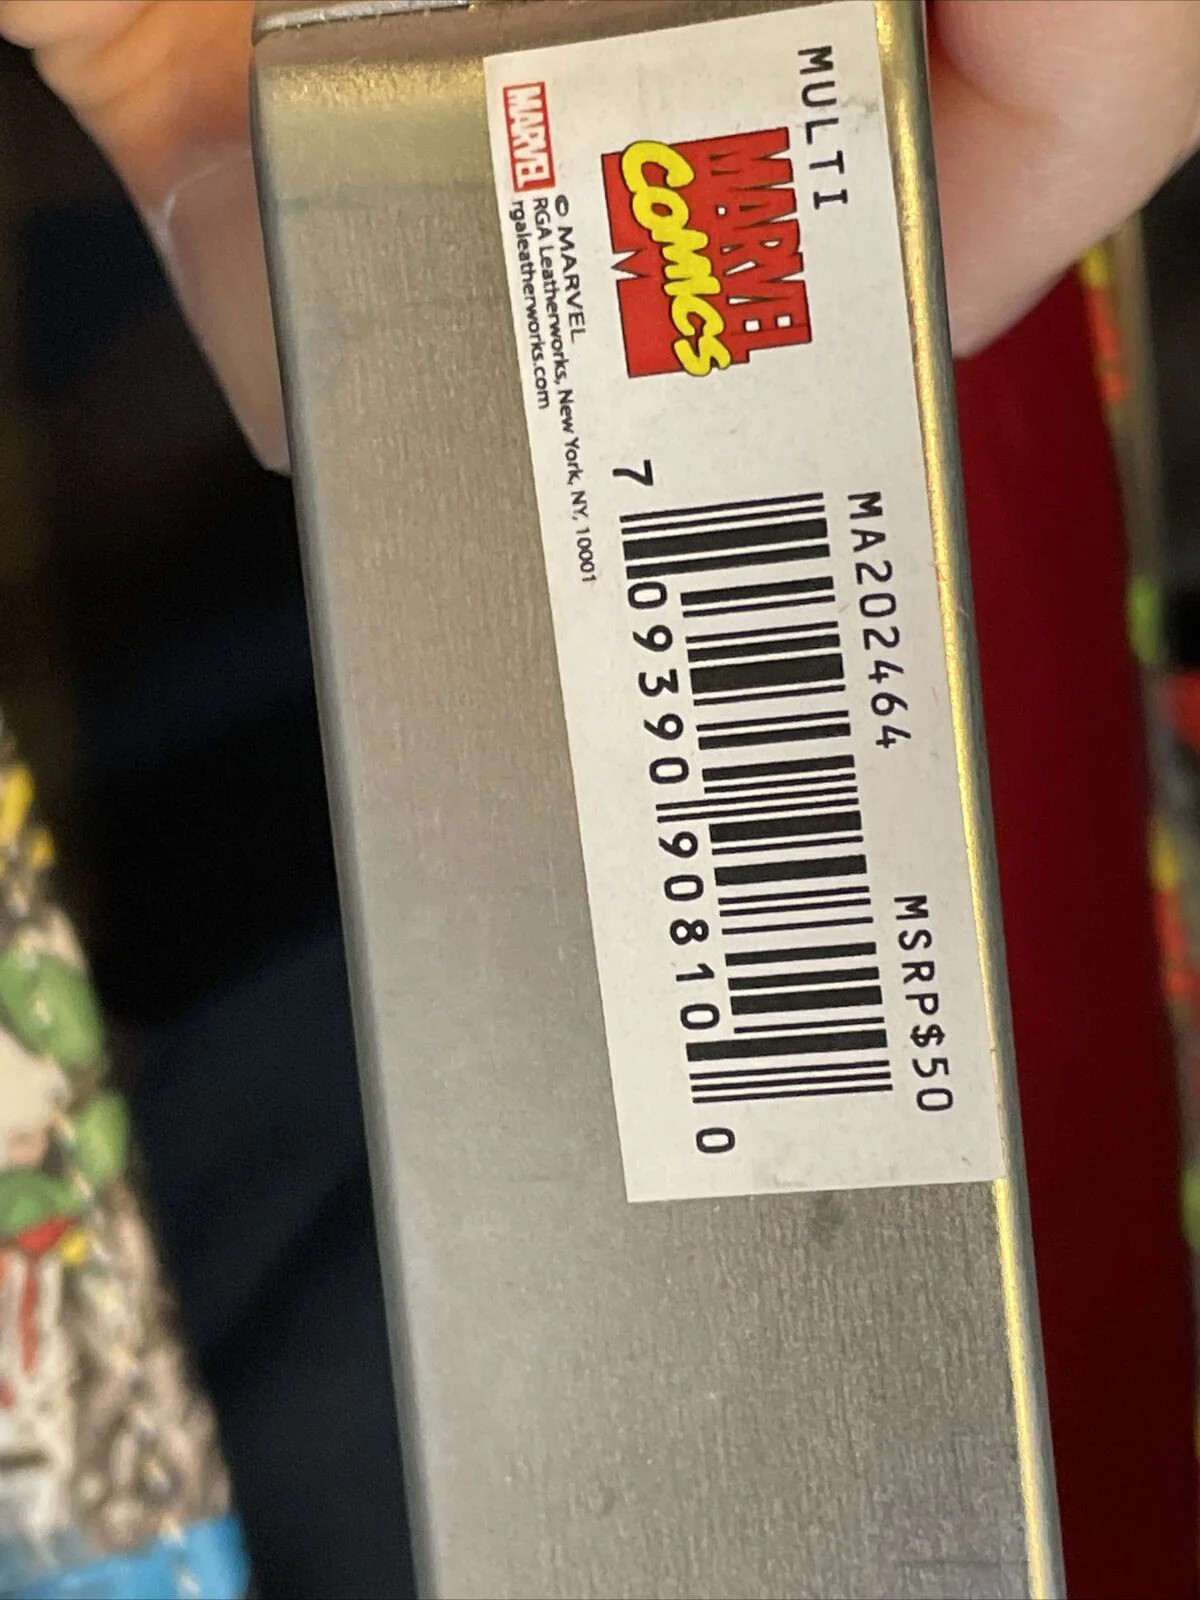 MULTI
MA202464
MSRP$50
MARVEL
COMICS
7 09390 90810 0
MARVEL
© MARVEL
RGA Leatherworks, New York, NY, 10001
rgaleatherworks.com